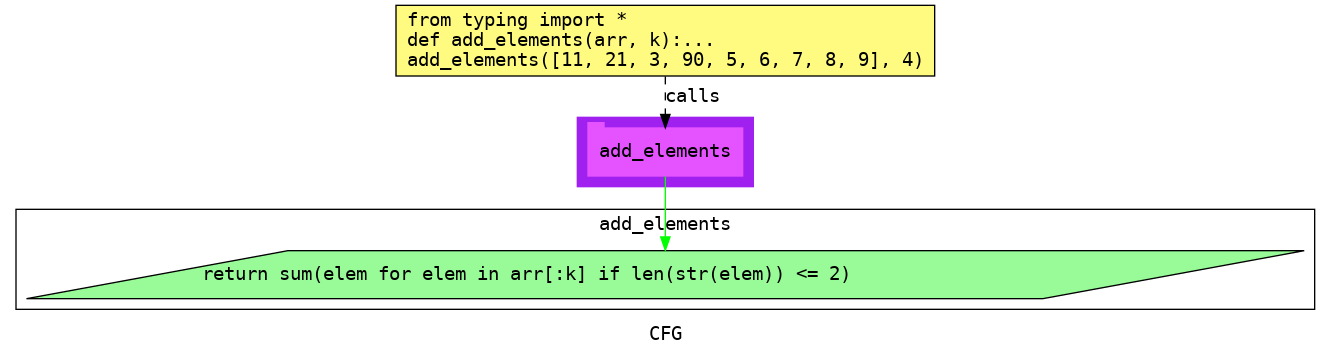 from typing import *
def add_elements(arr, k):...
add_elements([11, 21, 3, 90, 5, 6, 7, 8, 9], 4)
calls
add_elements
add_elements
return sum(elem for elem in arr[:k] if len(str(elem)) <= 2)
CFG